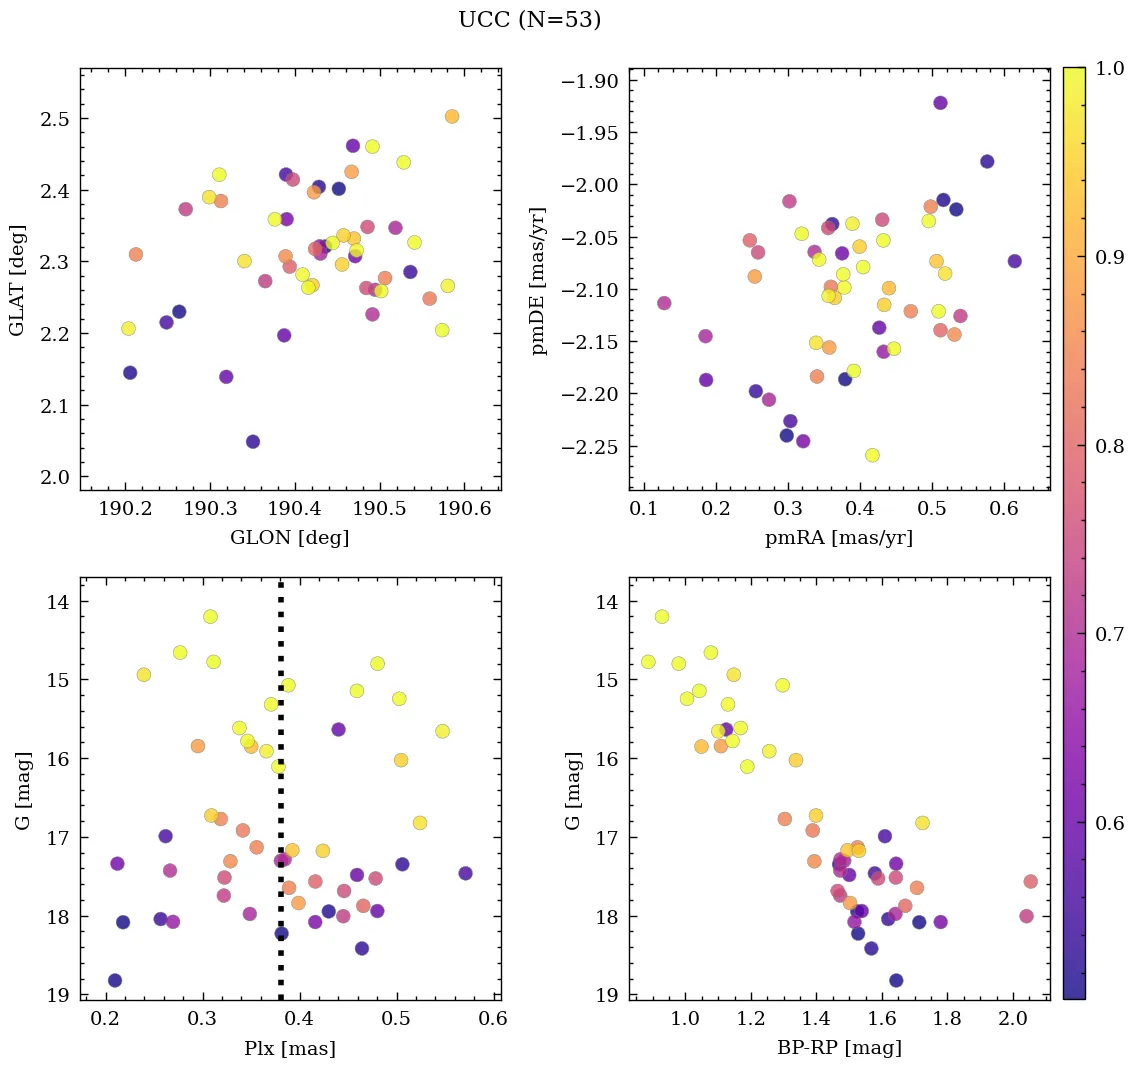 UCC (N=53)
2.5
2.4
2.3
2.2
2.1
2.0
GLAT [deg]
190.2 190.3 190.4 190.5 190.6
GLON [deg]
−1.90
−1.95
−2.00
−2.05
−2.10
−2.15
−2.20
−2.25
pmDE [mas/yr]
0.1 0.2 0.3 0.4 0.5 0.6
pmRA [mas/yr]
14
15
16
17
18
19
G [mag]
0.2 0.3 0.4 0.5 0.6
Plx [mas]
14
15
16
17
18
19
G [mag]
1.0 1.2 1.4 1.6 1.8 2.0
BP-RP [mag]
1.0
0.9
0.8
0.7
0.6